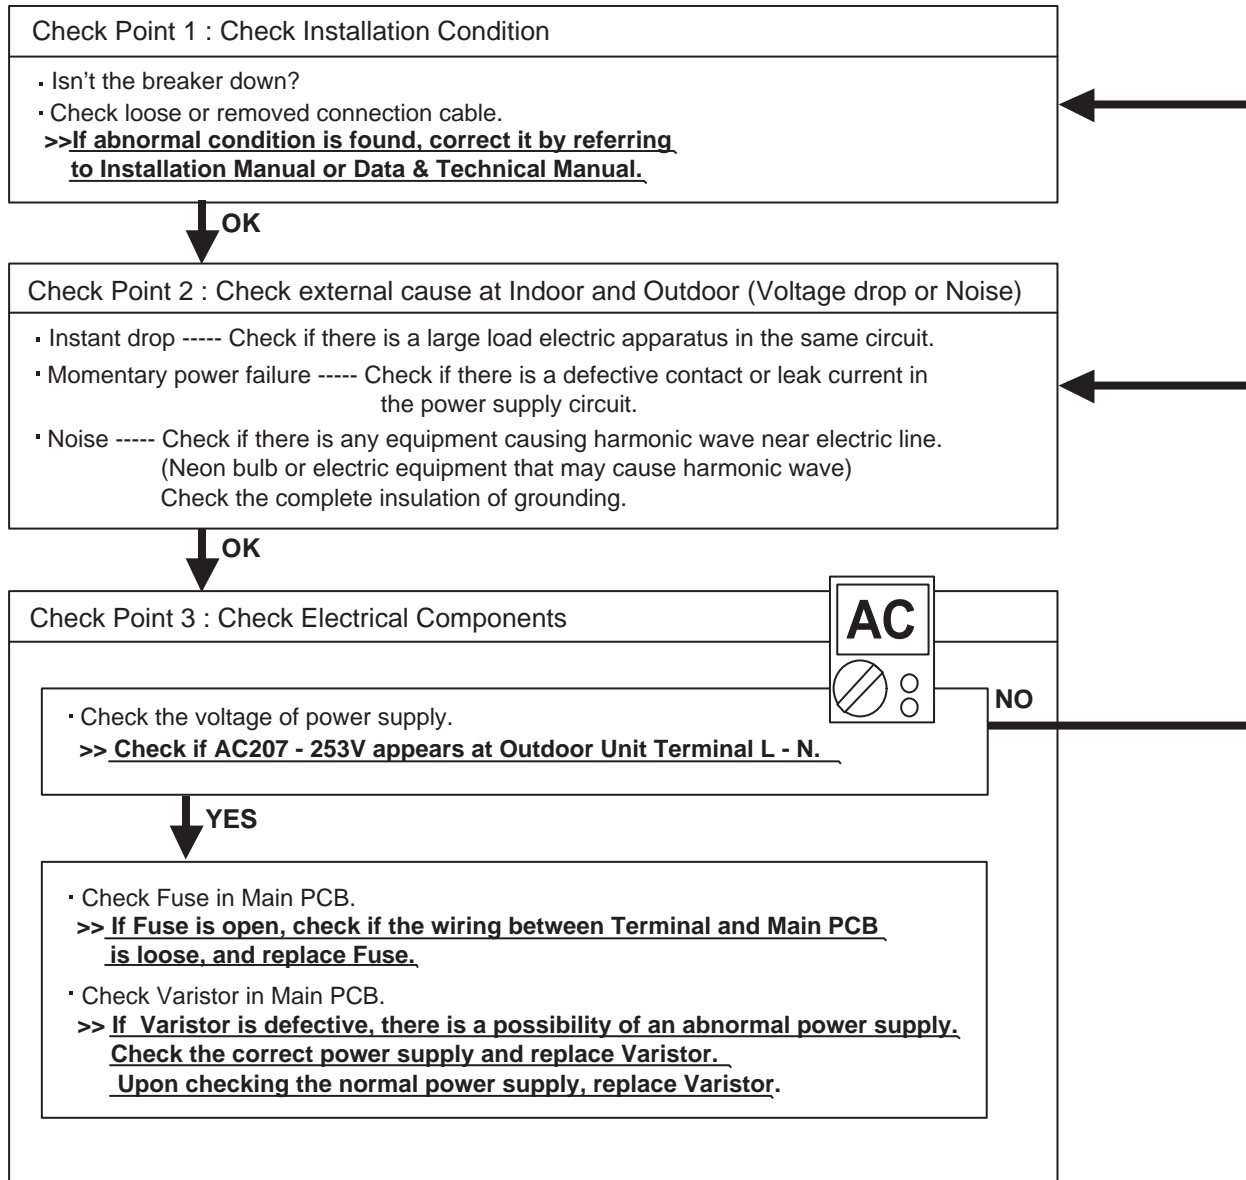 Check Point 1 : Check Installation Condition
· Isn't the breaker down?
· Check loose or removed connection cable.
>>If abnormal condition is found, correct it by referring
to Installation Manual or Data & Technical Manual.
OK
Check Point 2 : Check external cause at Indoor and Outdoor (Voltage drop or Noise)
· Instant drop ----- Check if there is a large load electric apparatus in the same circuit.
· Momentary power failure ----- Check if there is a defective contact or leak current in
the power supply circuit.
· Noise ----- Check if there is any equipment causing harmonic wave near electric line.
(Neon bulb or electric equipment that may cause harmonic wave)
Check the complete insulation of grounding.
OK
Check Point 3 : Check Electrical Components
AC
· Check the voltage of power supply.
>> Check if AC207 - 253V appears at Outdoor Unit Terminal L - N.
NO
YES
· Check Fuse in Main PCB.
>> If Fuse is open, check if the wiring between Terminal and Main PCB
is loose, and replace Fuse.
· Check Varistor in Main PCB.
>> If Varistor is defective, there is a possibility of an abnormal power supply.
Check the correct power supply and replace Varistor.
Upon checking the normal power supply, replace Varistor.